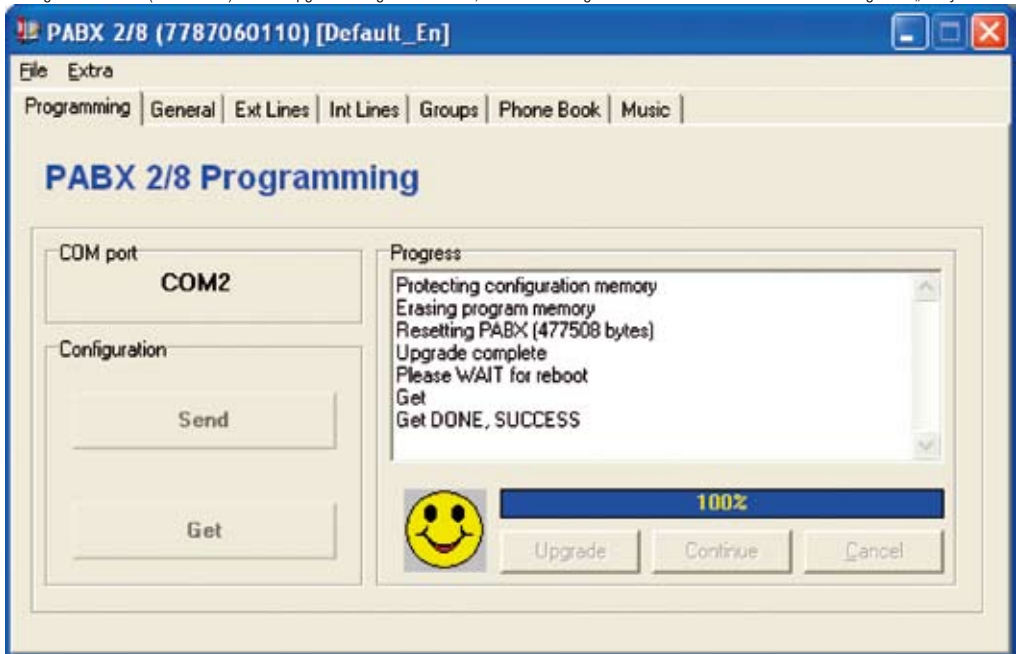 PABX 2/8 (7787060110) [Default_En]
File Extra
Programming General Ext Lines Int Lines Groups Phone Book Music
PABX 2/8 Programming
COM port
COM2
Configuration
Send
Get
Progress
Protecting configuration memory
Erasing program memory
Resetting PABX (477508 bytes)
Upgrade complete
Please WAIT for reboot
Get
Get DONE, SUCCESS
100%
Upgrade Continue Cancel